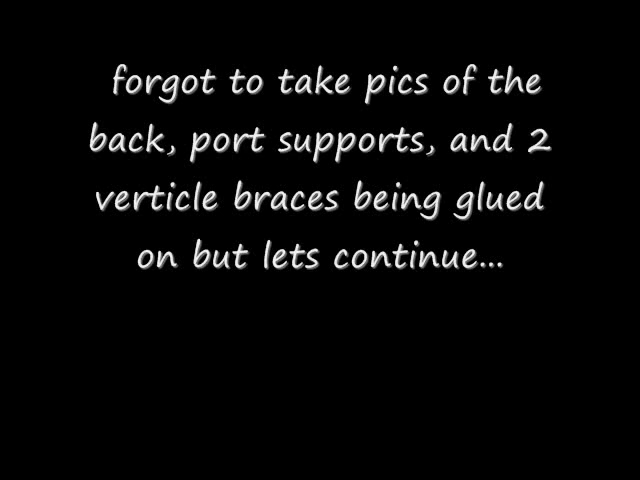 forgot to take pics of the
back, port supports, and 2
verticle braces being glued
on but lets continue...